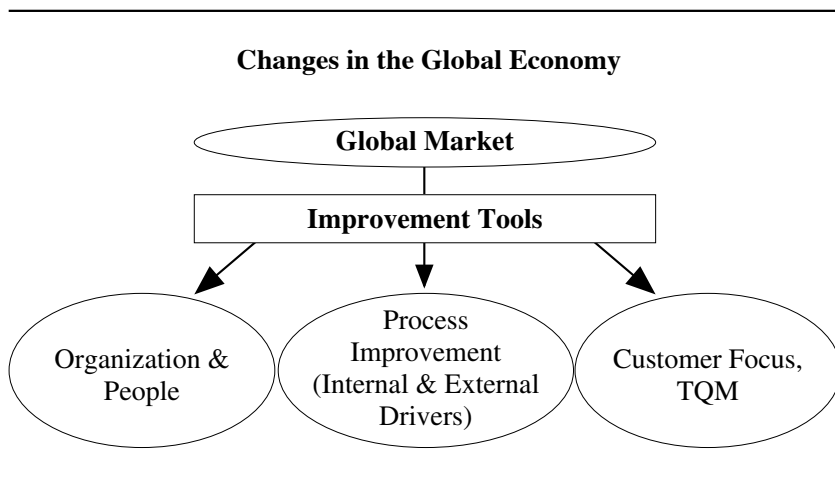 Changes in the Global Economy
Global Market
Improvement Tools
Organization &
People
Process
Improvement
(Internal & External
Drivers)
Customer Focus,
TQM